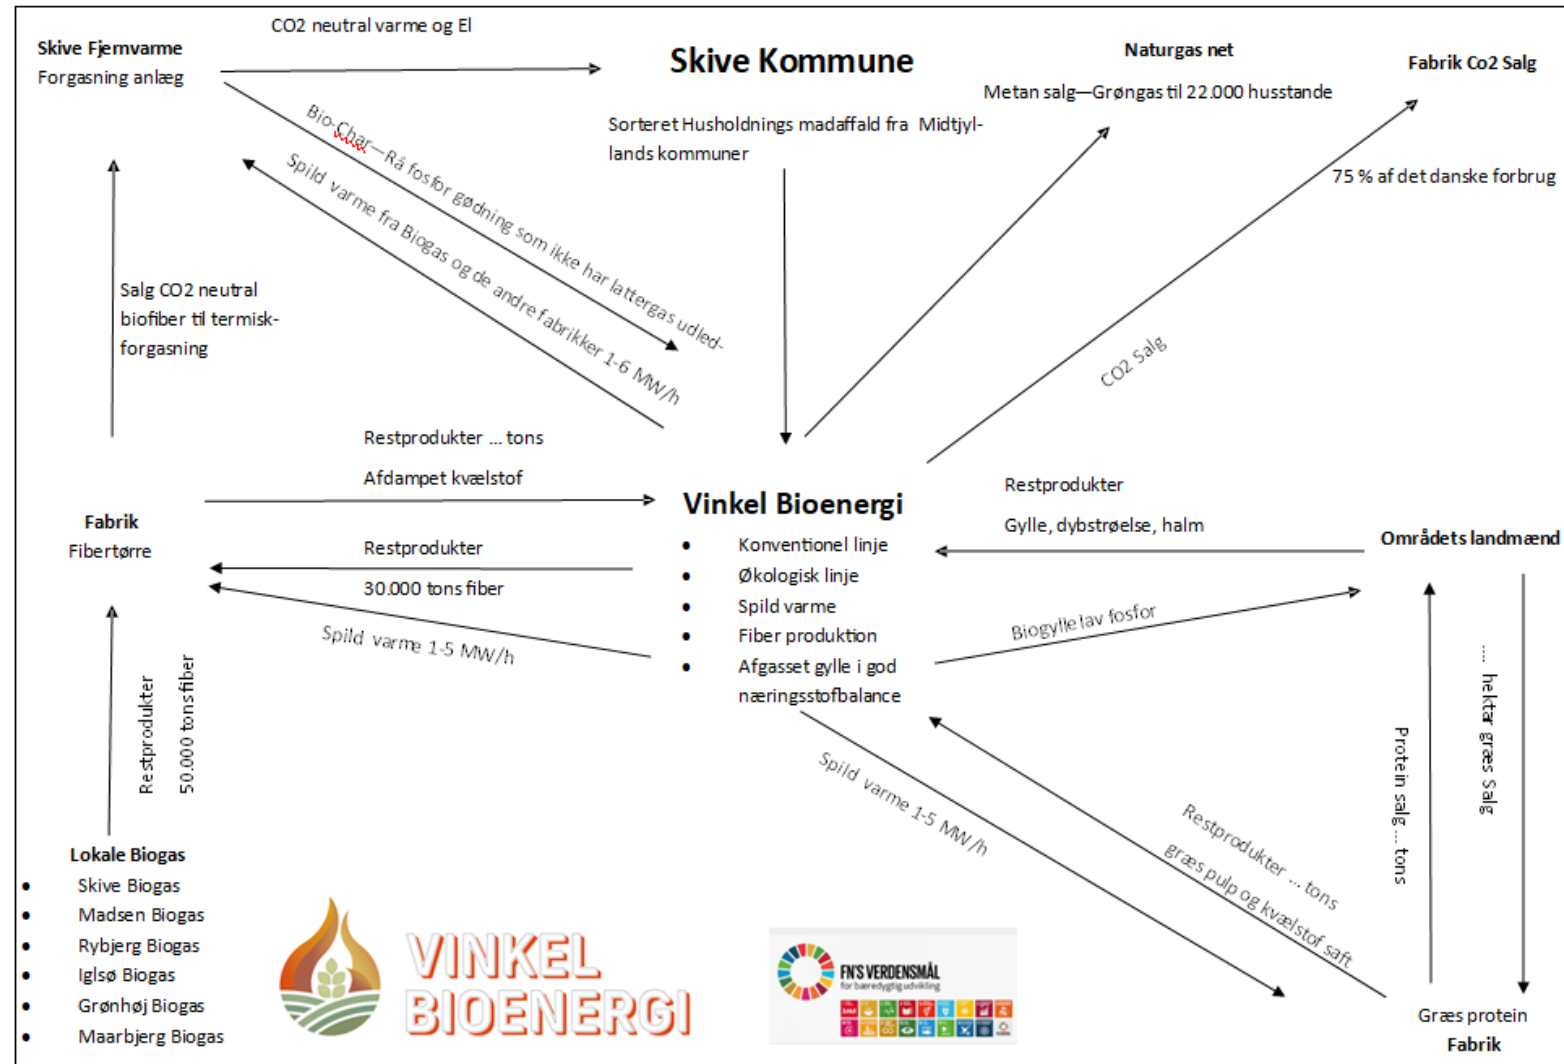 CO2 neutral varme og El
Skive Fjernvarme
Forgasning anlæg
Skive Kommune
Sorteret Husholdnings madaffald fra Midtjyl-
lands kommuner
Naturgas net
Metan salg—Grøngas til 22.000 husstande
Fabrik Co2 Salg
75 % af det danske forbrug
Bio-Char—Rå fosfor gødning som ikke har lattergas udled-
Spild varme fra Biogas og de andre fabrikker 1-6 MW/h
Salg CO2 neutral
biofiber til termisk-
forgasning
CO2 Salg
Restprodukter ... tons
Afdampet kvælstof
Fabrik
Fibertørre
Restprodukter
30.000 tons fiber
Spild varme 1-5 MW/h
Vinkel Bioenergi
• Konventionel linje
• Økologisk linje
• Spild varme
• Fiber produktion
• Afgasset gylle i god
næringsstofbalance
Restprodukter
Gylle, dybstrøelse, halm
Områdets landmænd
Biogylle lav fosfor
Restprodukter
50.000 tons fiber
Spild varme 1-5 MW/h
Restprodukter ... tons
græs pulp og kvælstof saft
Protein salg ... tons
.... hektar græs Salg
Lokale Biogas
• Skive Biogas
• Madsen Biogas
• Rybjerg Biogas
• Iglsø Biogas
• Grønhøj Biogas
• Maarbjerg Biogas
VINKEL
BIOENERGI
FN'S VERDENSMÅL
for bæredygtig udvikling
Græs protein
Fabrik